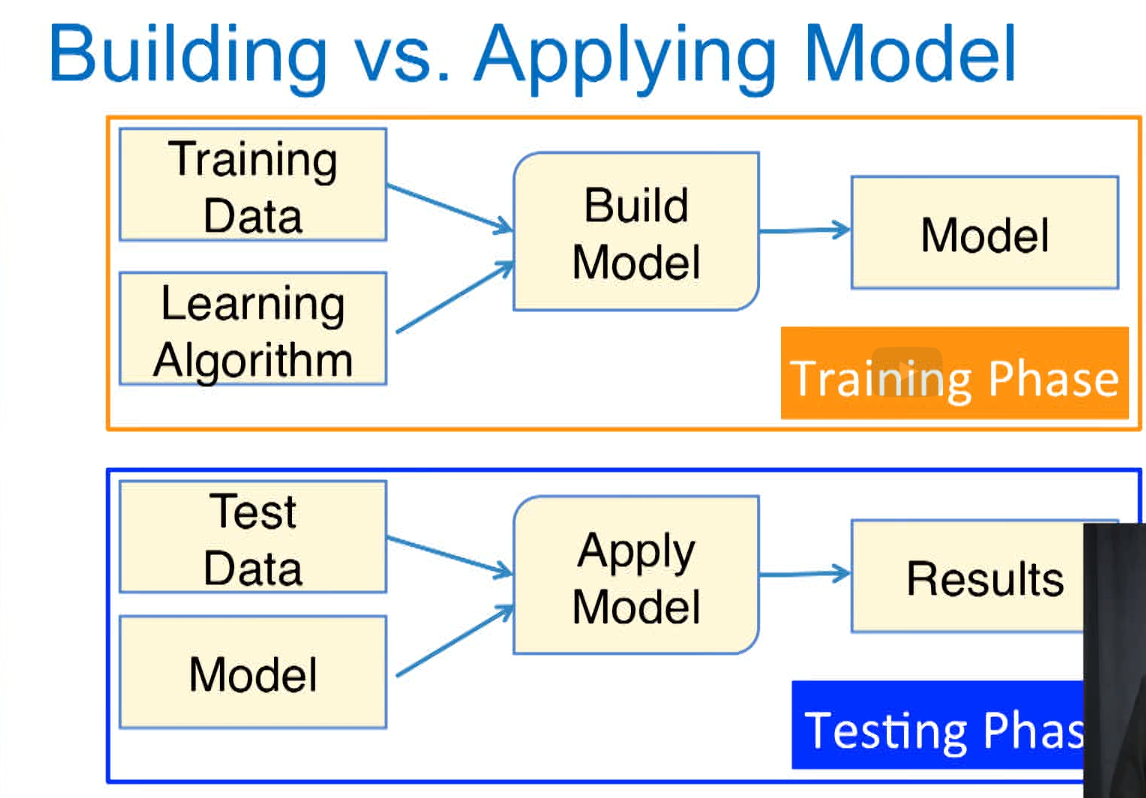 Building vs. Applying Model
Training
Data
Learning
Algorithm
Build
Model
Model
Training Phase
Test
Data
Model
Apply
Model
Results
Testing Phas